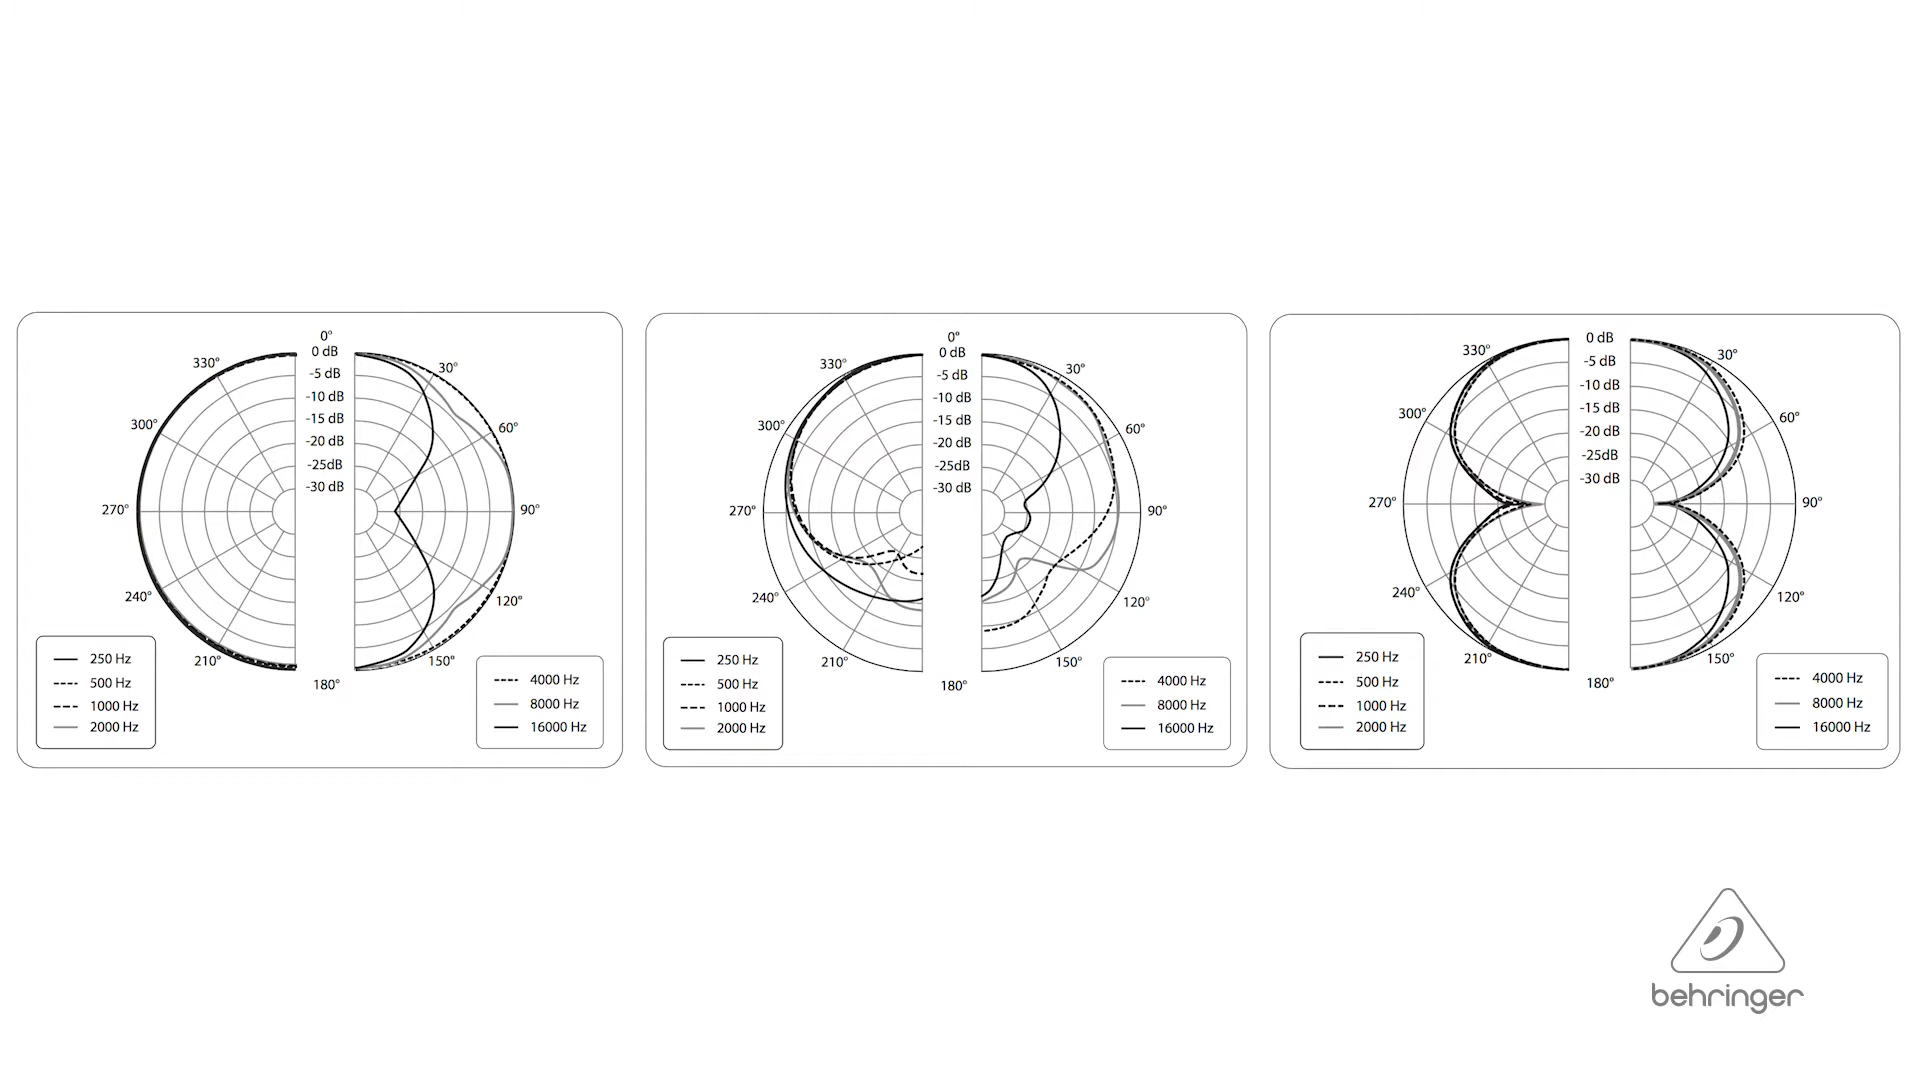 0°
0 dB
330°
30°
-5 dB
-10 dB
-15 dB
300°
60°
-20 dB
-25dB
-30 dB
270°
90°
240°
120°
210°
150°
180°
250 Hz
500 Hz
1000 Hz
2000 Hz
4000 Hz
8000 Hz
16000 Hz
0°
0 dB
330°
30°
-5 dB
-10 dB
-15 dB
300°
60°
-20 dB
-25dB
-30 dB
270°
90°
240°
120°
210°
150°
180°
250 Hz
500 Hz
1000 Hz
2000 Hz
4000 Hz
8000 Hz
16000 Hz
0 dB
330°
30°
-5 dB
-10 dB
-15 dB
300°
60°
-20 dB
-25dB
-30 dB
270°
90°
240°
120°
210°
150°
180°
250 Hz
500 Hz
1000 Hz
2000 Hz
4000 Hz
8000 Hz
16000 Hz
behringer